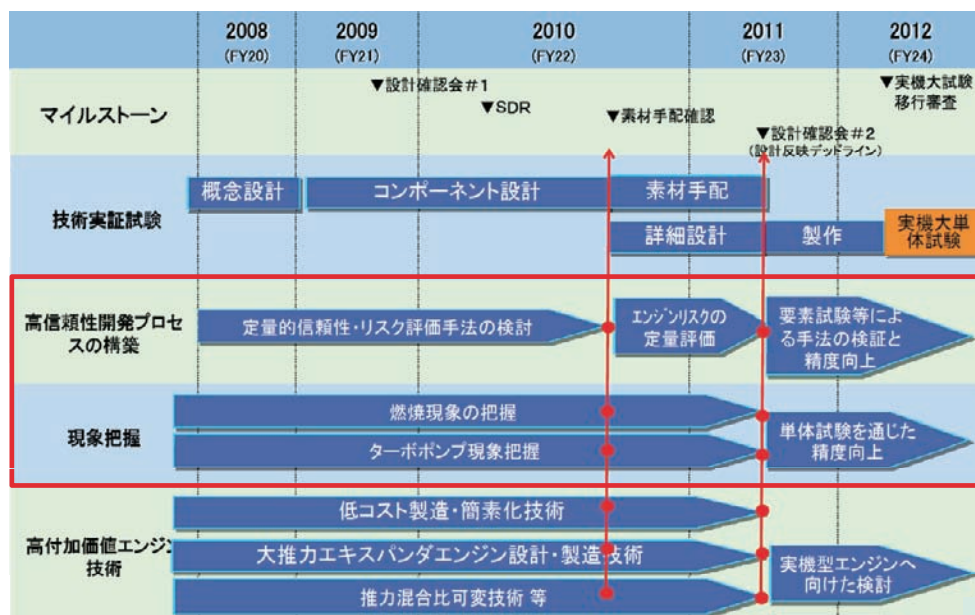 2008
(FY20)
2009
(FY21)
2010
(FY22)
2011
(FY23)
2012
(FY24)
マイルストーン
▼設計確認会#1
▼SDR
▼素材手配確認
▼設計確認会#2
(設計反映デッドライン)
▼実機大試験
移行審査
技術実証試験
概念設計
コンポーネント設計
素材手配
詳細設計
製作
実機大単
体試験
高信頼性開発プロセ
スの構築
定量的信頼性・リスク評価手法の検討
エンジンリスクの
定量評価
要素試験等によ
る手法の検証と
精度向上
現象把握
燃焼現象の把握
ターボポンプ現象把握
単体試験を通じた
精度向上
高付加価値エンジン
技術
低コスト製造・簡素化技術
大推力エキスパンダエンジン設計・製造技術
推力混合比可変技術 等
実機型エンジンへ
向けた検討